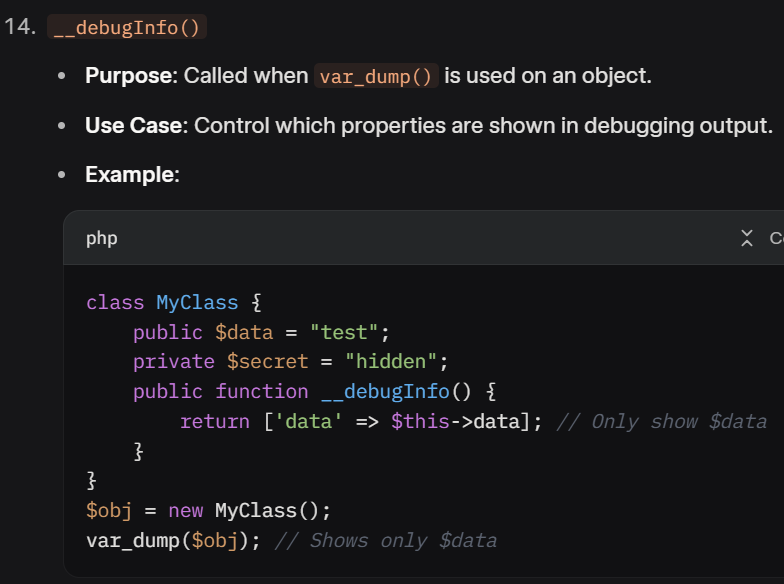 14. __debugInfo()
• Purpose: Called when var_dump() is used on an object.
• Use Case: Control which properties are shown in debugging output.
• Example:
php
class MyClass {
    public $data = "test";
    private $secret = "hidden";
    public function __debugInfo() {
        return ['data' => $this->data]; // Only show $data
    }
}
$obj = new MyClass();
var_dump($obj); // Shows only $data